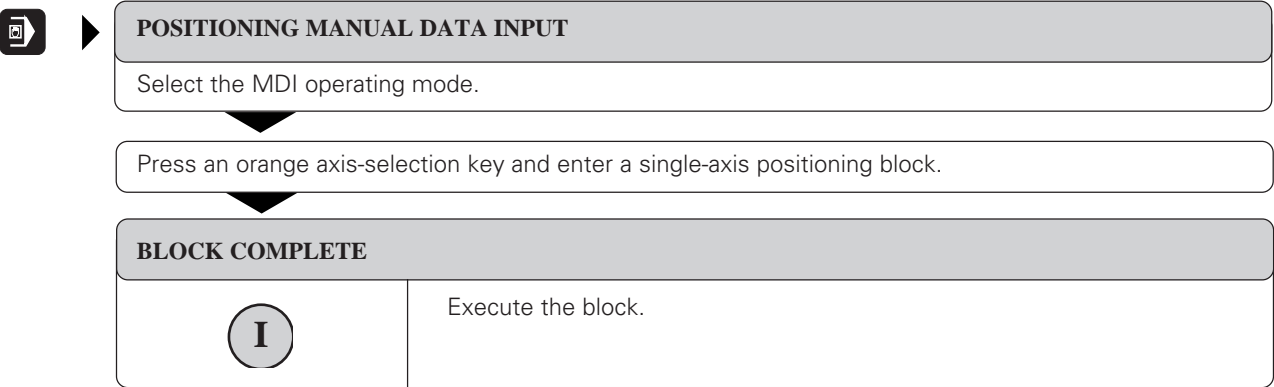 POSITIONING MANUAL DATA INPUT
Select the MDI operating mode.
Press an orange axis-selection key and enter a single-axis positioning block.
BLOCK COMPLETE
I
Execute the block.